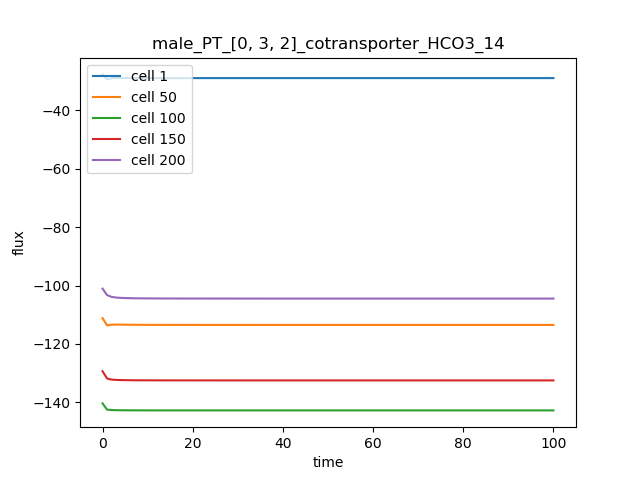 male_PT_[0, 3, 2]_cotransporter_HCO3_14
cell 1
cell 50
cell 100
cell 150
cell 200
flux
−40
−60
−80
−100
−120
−140
0 20 40 60 80 100
time